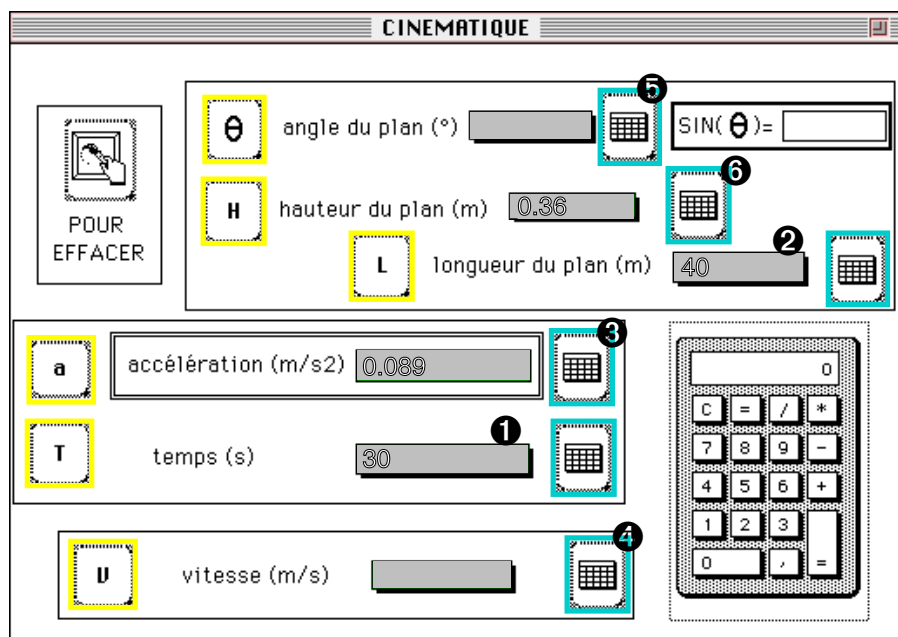 CINEMATIQUE
5
θ angle du plan (°) SIN( θ )=
6
H hauteur du plan (m) 0.36
POUR
EFFACER
2
L longueur du plan (m) 40
3
a accélération (m/s2) 0.089
1
T temps (s) 30
4
V vitesse (m/s)
0
C = / *
7 8 9 -
4 5 6 +
1 2 3
0 , =